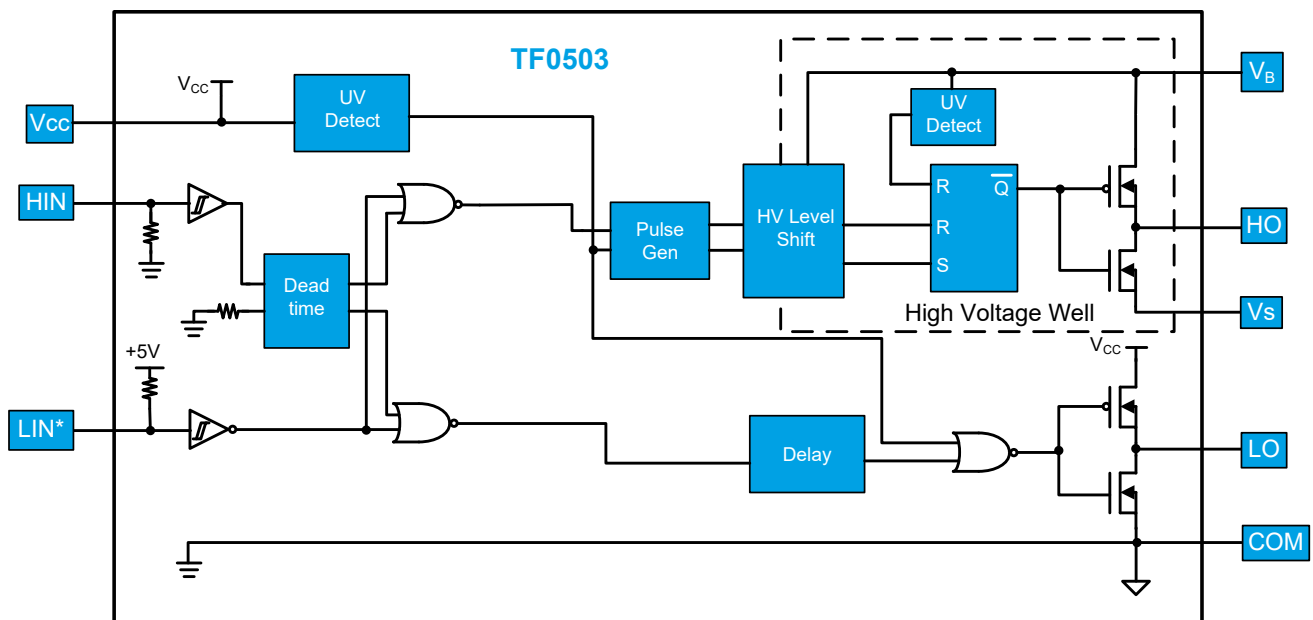 TF0503
V_B
V_CC
UV
Detect
UV
Detect
Vcc
HIN
R
Q̅
HV Level
Shift
Pulse
Gen
R
HO
S
Dead
time
High Voltage Well
Vs
+5V
V_CC
LIN*
Delay
LO
COM